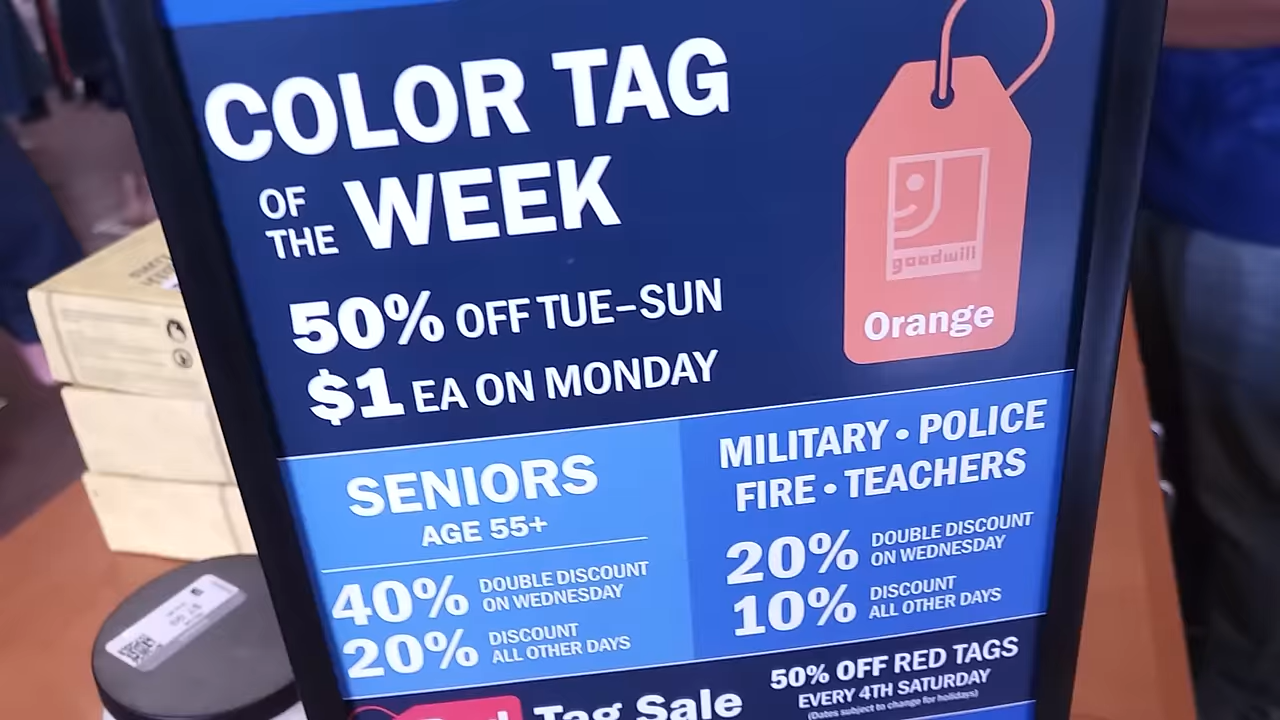 COLOR TAG
OF THE WEEK
50% OFF TUE–SUN
$1 EA ON MONDAY
goodwill
Orange
SENIORS
AGE 55+
40% DOUBLE DISCOUNT ON WEDNESDAY
20% DISCOUNT ALL OTHER DAYS
MILITARY • POLICE
FIRE • TEACHERS
20% DOUBLE DISCOUNT ON WEDNESDAY
10% DISCOUNT ALL OTHER DAYS
Tag Sale
50% OFF RED TAGS
EVERY 4TH SATURDAY
(Dates subject to change for holidays)